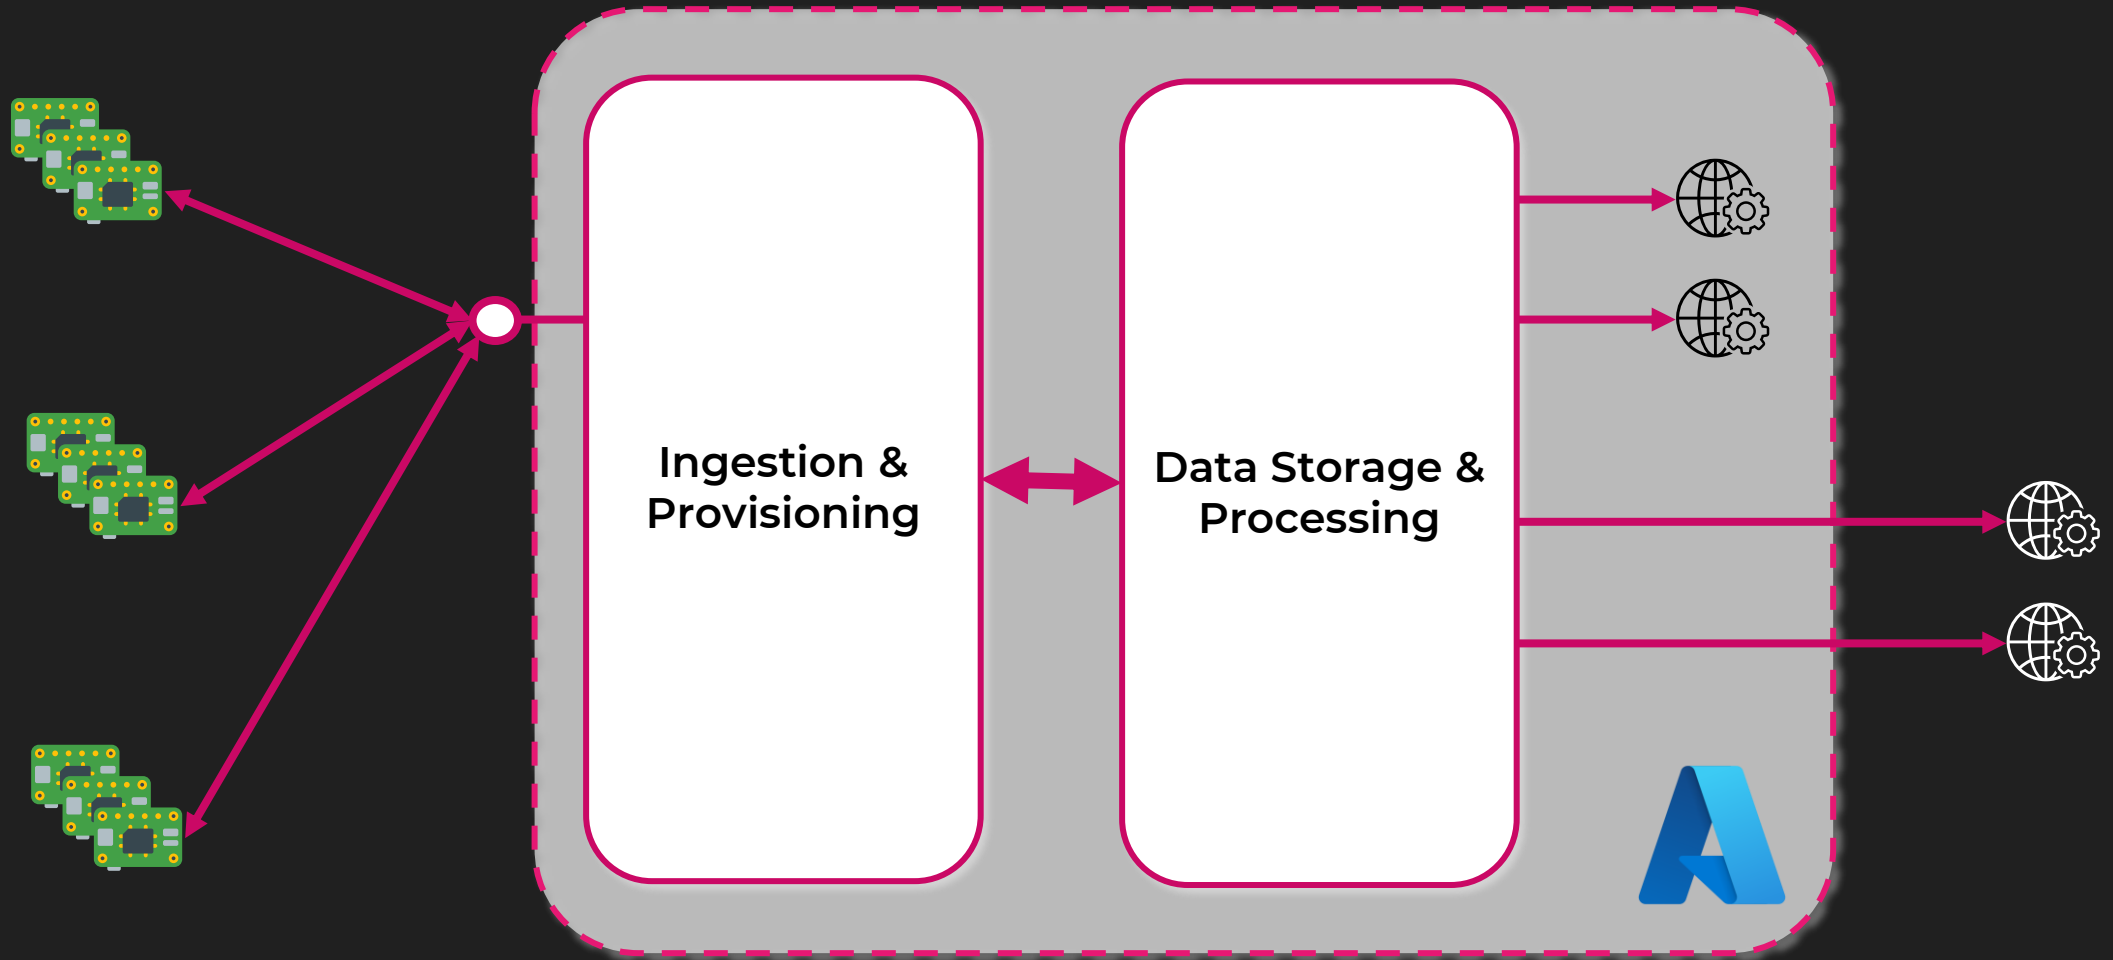 Ingestion &
Provisioning
Data Storage &
Processing